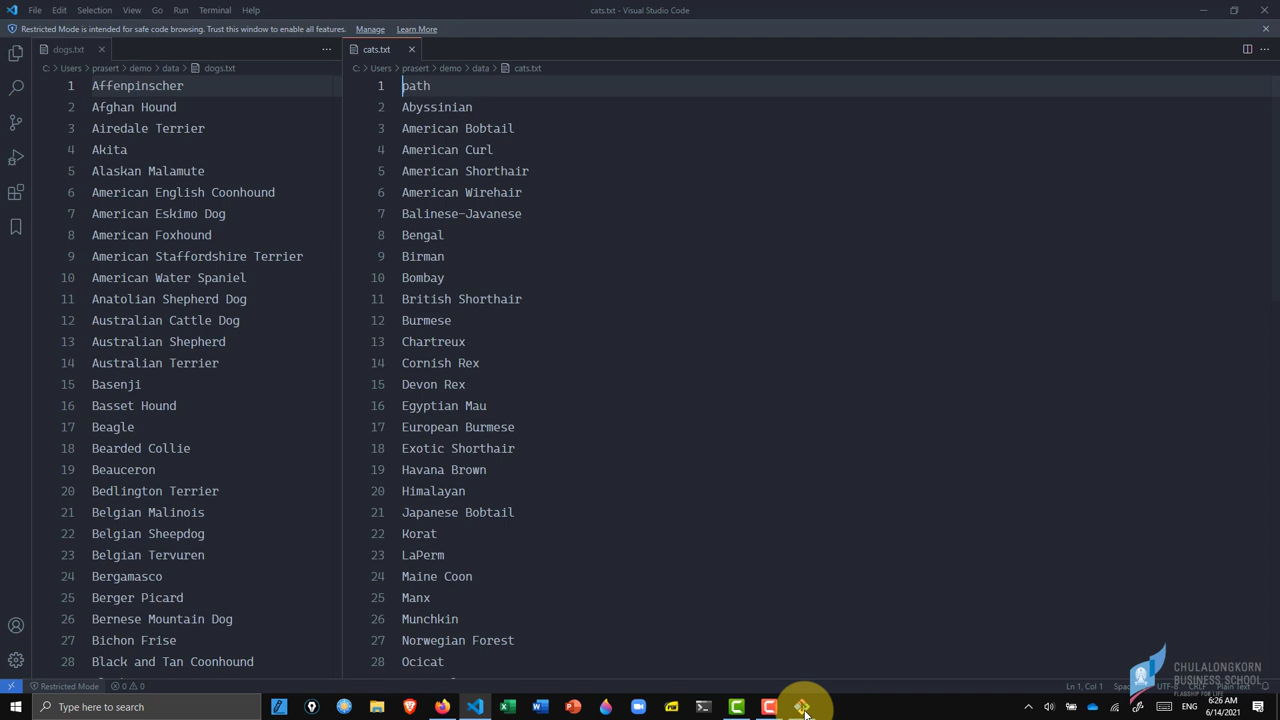 File Edit Selection View Go Run Terminal Help
cats.txt - Visual Studio Code
Restricted Mode is intended for safe code browsing. Trust this window to enable all features. Manage Learn More
dogs.txt
C: > Users > prasert > demo > data > dogs.txt
1 Affenpinscher
2 Afghan Hound
3 Airedale Terrier
4 Akita
5 Alaskan Malamute
6 American English Coonhound
7 American Eskimo Dog
8 American Foxhound
9 American Staffordshire Terrier
10 American Water Spaniel
11 Anatolian Shepherd Dog
12 Australian Cattle Dog
13 Australian Shepherd
14 Australian Terrier
15 Basenji
16 Basset Hound
17 Beagle
18 Bearded Collie
19 Beauceron
20 Bedlington Terrier
21 Belgian Malinois
22 Belgian Sheepdog
23 Belgian Tervuren
24 Bergamasco
25 Berger Picard
26 Bernese Mountain Dog
27 Bichon Frise
28 Black and Tan Coonhound
cats.txt
C: > Users > prasert > demo > data > cats.txt
1 path
2 Abyssinian
3 American Bobtail
4 American Curl
5 American Shorthair
6 American Wirehair
7 Balinese-Javanese
8 Bengal
9 Birman
10 Bombay
11 British Shorthair
12 Burmese
13 Chartreux
14 Cornish Rex
15 Devon Rex
16 Egyptian Mau
17 European Burmese
18 Exotic Shorthair
19 Havana Brown
20 Himalayan
21 Japanese Bobtail
22 Korat
23 LaPerm
24 Maine Coon
25 Manx
26 Munchkin
27 Norwegian Forest
28 Ocicat
CHULALONGKORN
BUSINESS SCHOOL
FLAGSHIP FOR LIFE
Restricted Mode 0 0
Ln 1, Col 1 UTF-8 CRLF Plain Text
Type here to search
6:26 AM
6/14/2021